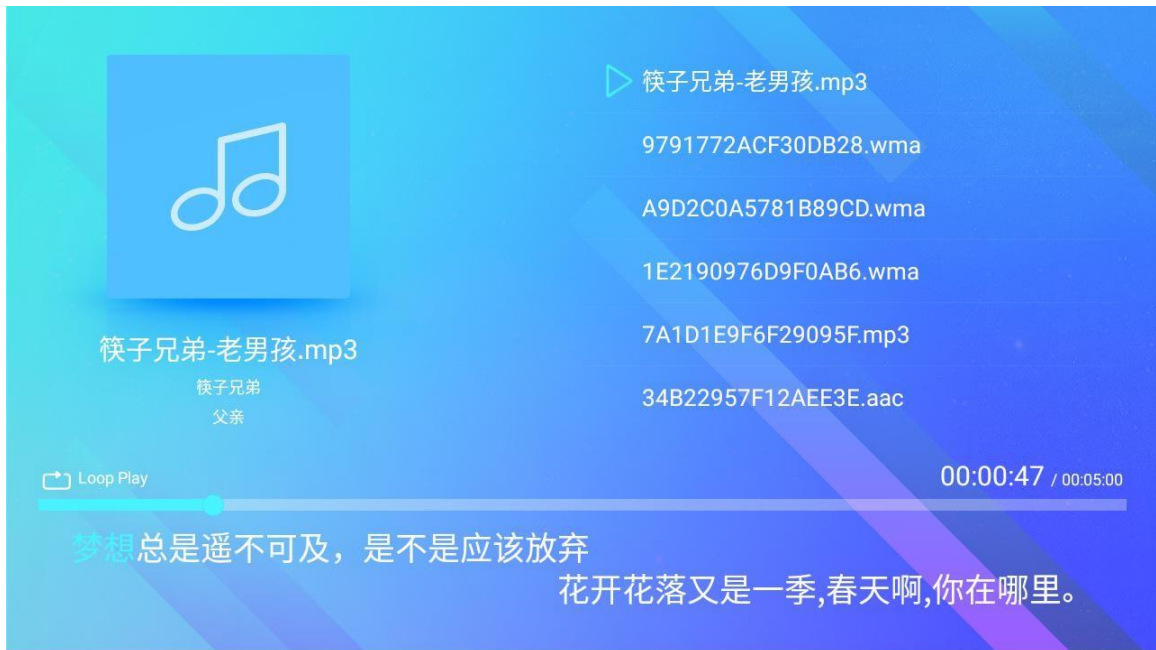 筷子兄弟-老男孩.mp3
筷子兄弟
父亲
筷子兄弟-老男孩.mp3
9791772ACF30DB28.wma
A9D2C0A5781B89CD.wma
1E2190976D9F0AB6.wma
7A1D1E9F6F29095F.mp3
34B22957F12AEE3E.aac
Loop Play
00:00:47 / 00:05:00
梦想总是遥不可及，是不是应该放弃
花开花落又是一季,春天啊,你在哪里。